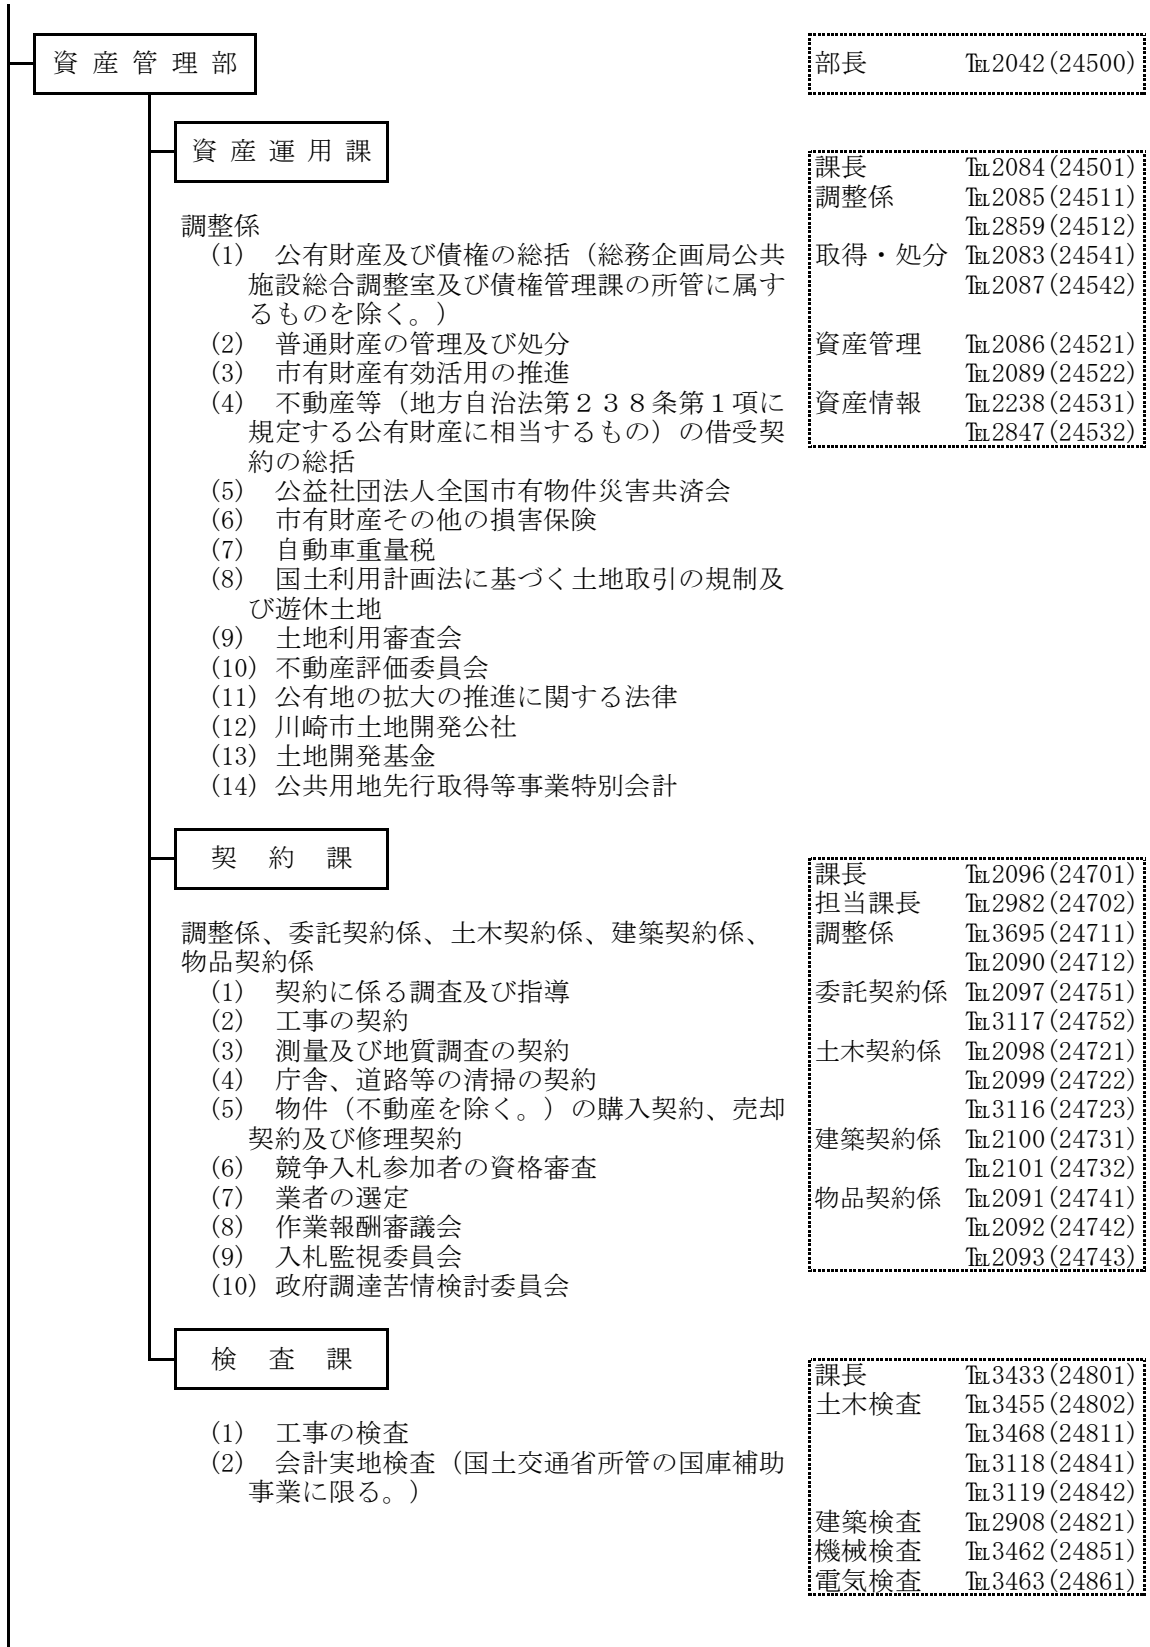 資産管理部
部長 ℡2042(24500)
資産運用課
課長 ℡2084(24501)
調整係 ℡2085(24511)
℡2859(24512)
取得・処分 ℡2083(24541)
℡2087(24542)
資産管理 ℡2086(24521)
℡2089(24522)
資産情報 ℡2238(24531)
℡2847(24532)
調整係
(1) 公有財産及び債権の総括（総務企画局公共
施設総合調整室及び債権管理課の所管に属す
るものを除く。）
(2) 普通財産の管理及び処分
(3) 市有財産有効活用の推進
(4) 不動産等（地方自治法第２３８条第１項に
規定する公有財産に相当するもの）の借受契
約の総括
(5) 公益社団法人全国市有物件災害共済会
(6) 市有財産その他の損害保険
(7) 自動車重量税
(8) 国土利用計画法に基づく土地取引の規制及
び遊休土地
(9) 土地利用審査会
(10) 不動産評価委員会
(11) 公有地の拡大の推進に関する法律
(12) 川崎市土地開発公社
(13) 土地開発基金
(14) 公共用地先行取得等事業特別会計
契約課
課長 ℡2096(24701)
担当課長 ℡2982(24702)
調整係 ℡3695(24711)
℡2090(24712)
委託契約係 ℡2097(24751)
℡3117(24752)
土木契約係 ℡2098(24721)
℡2099(24722)
℡3116(24723)
建築契約係 ℡2100(24731)
℡2101(24732)
物品契約係 ℡2091(24741)
℡2092(24742)
℡2093(24743)
調整係、委託契約係、土木契約係、建築契約係、
物品契約係
(1) 契約に係る調査及び指導
(2) 工事の契約
(3) 測量及び地質調査の契約
(4) 庁舎、道路等の清掃の契約
(5) 物件（不動産を除く。）の購入契約、売却
契約及び修理契約
(6) 競争入札参加者の資格審査
(7) 業者の選定
(8) 作業報酬審議会
(9) 入札監視委員会
(10) 政府調達苦情検討委員会
検査課
課長 ℡3433(24801)
土木検査 ℡3455(24802)
℡3468(24811)
℡3118(24841)
℡3119(24842)
建築検査 ℡2908(24821)
機械検査 ℡3462(24851)
電気検査 ℡3463(24861)
(1) 工事の検査
(2) 会計実地検査（国土交通省所管の国庫補助
事業に限る。）